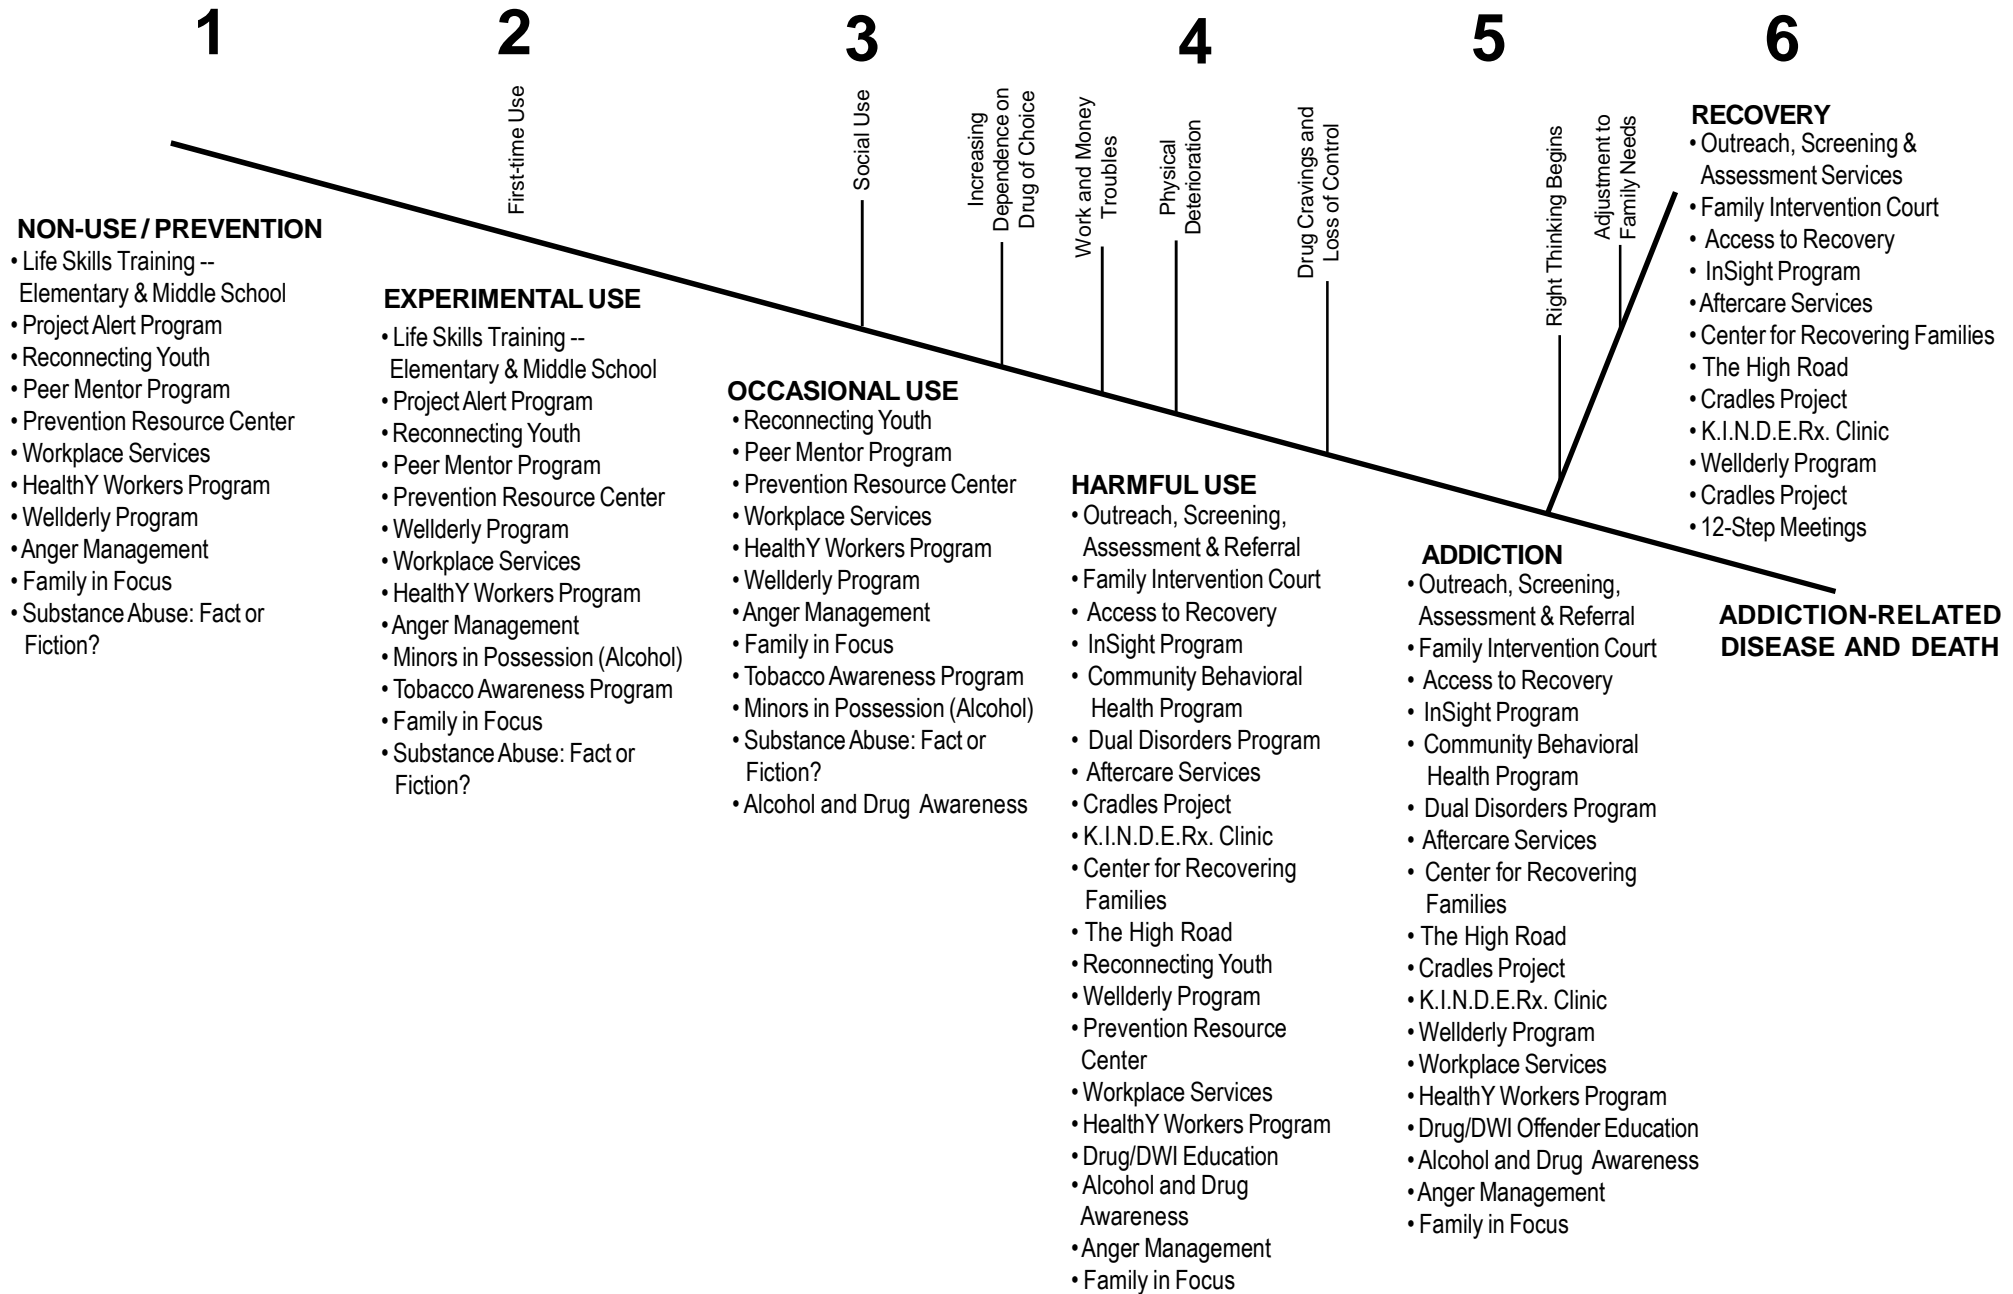 1
2
3
4
5
6
First-time Use
Social Use
Increasing
Dependence on
Drug of Choice
Work and Money
Troubles
Physical
Deterioration
Drug Cravings and
Loss of Control
Right Thinking Begins
Adjustment to
Family Needs
NON-USE / PREVENTION
• Life Skills Training --
Elementary & Middle School
• Project Alert Program
• Reconnecting Youth
• Peer Mentor Program
• Prevention Resource Center
• Workplace Services
• HealthY Workers Program
• Wellderly Program
• Anger Management
• Family in Focus
• Substance Abuse: Fact or
Fiction?
EXPERIMENTAL USE
• Life Skills Training --
Elementary & Middle School
• Project Alert Program
• Reconnecting Youth
• Peer Mentor Program
• Prevention Resource Center
• Wellderly Program
• Workplace Services
• HealthY Workers Program
• Anger Management
• Minors in Possession (Alcohol)
• Tobacco Awareness Program
• Family in Focus
• Substance Abuse: Fact or
Fiction?
OCCASIONAL USE
• Reconnecting Youth
• Peer Mentor Program
• Prevention Resource Center
• Workplace Services
• HealthY Workers Program
• Wellderly Program
• Anger Management
• Family in Focus
• Tobacco Awareness Program
• Minors in Possession (Alcohol)
• Substance Abuse: Fact or
Fiction?
• Alcohol and Drug Awareness
HARMFUL USE
• Outreach, Screening,
Assessment & Referral
• Family Intervention Court
• Access to Recovery
• InSight Program
• Community Behavioral
Health Program
• Dual Disorders Program
• Aftercare Services
• Cradles Project
• K.I.N.D.E.Rx. Clinic
• Center for Recovering
Families
• The High Road
• Reconnecting Youth
• Wellderly Program
• Prevention Resource
Center
• Workplace Services
• HealthY Workers Program
• Drug/DWI Education
• Alcohol and Drug
Awareness
• Anger Management
• Family in Focus
ADDICTION
• Outreach, Screening,
Assessment & Referral
• Family Intervention Court
• Access to Recovery
• InSight Program
• Community Behavioral
Health Program
• Dual Disorders Program
• Aftercare Services
• Center for Recovering
Families
• The High Road
• Cradles Project
• K.I.N.D.E.Rx. Clinic
• Wellderly Program
• Workplace Services
• HealthY Workers Program
• Drug/DWI Offender Education
• Alcohol and Drug Awareness
• Anger Management
• Family in Focus
RECOVERY
• Outreach, Screening &
Assessment Services
• Family Intervention Court
• Access to Recovery
• InSight Program
• Aftercare Services
• Center for Recovering Families
• The High Road
• Cradles Project
• K.I.N.D.E.Rx. Clinic
• Wellderly Program
• Cradles Project
• 12-Step Meetings
ADDICTION-RELATED
DISEASE AND DEATH